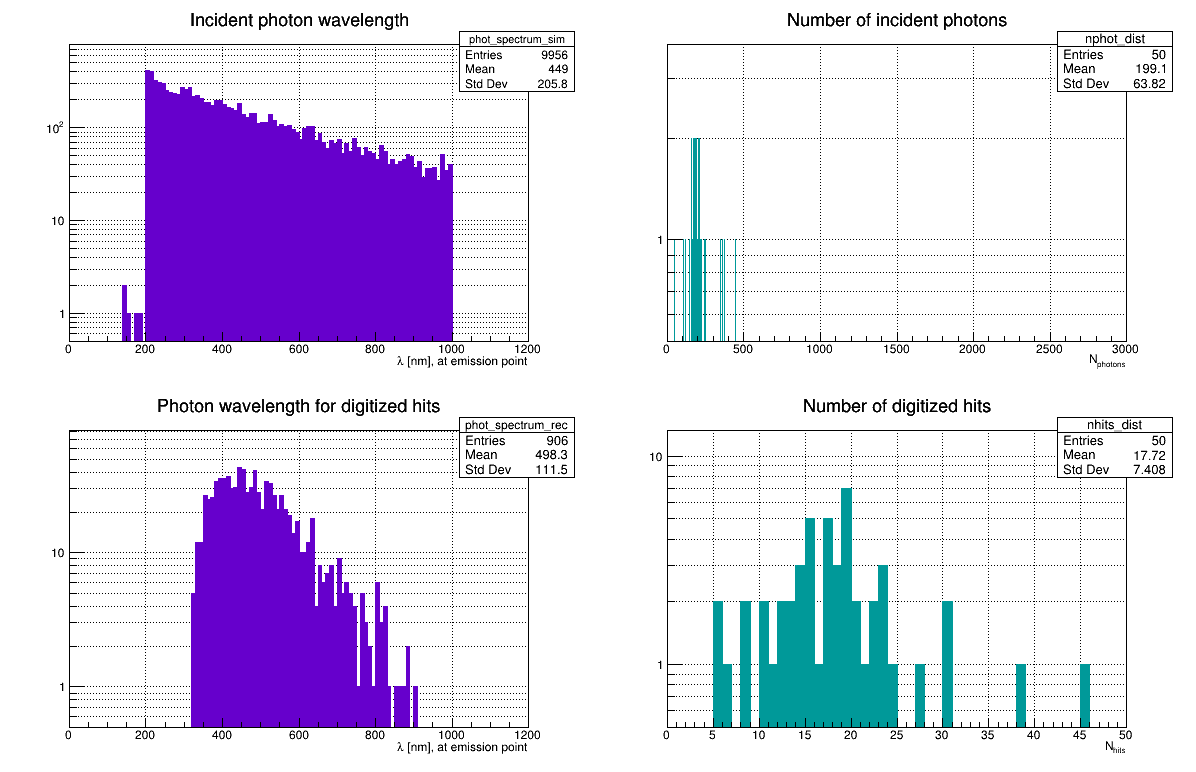 Incident photon wavelength
phot_spectrum_sim
Entries 9956
Mean 449
Std Dev 205.8
10²
10
1
0 200 400 600 800 1000 1200
λ [nm], at emission point
Number of incident photons
nphot_dist
Entries 50
Mean 199.1
Std Dev 63.82
1
0 500 1000 1500 2000 2500 3000
Nphotons
Photon wavelength for digitized hits
phot_spectrum_rec
Entries 906
Mean 498.3
Std Dev 111.5
10
1
0 200 400 600 800 1000 1200
λ [nm], at emission point
Number of digitized hits
nhits_dist
Entries 50
Mean 17.72
Std Dev 7.408
10
1
0 5 10 15 20 25 30 35 40 45 50
Nhits